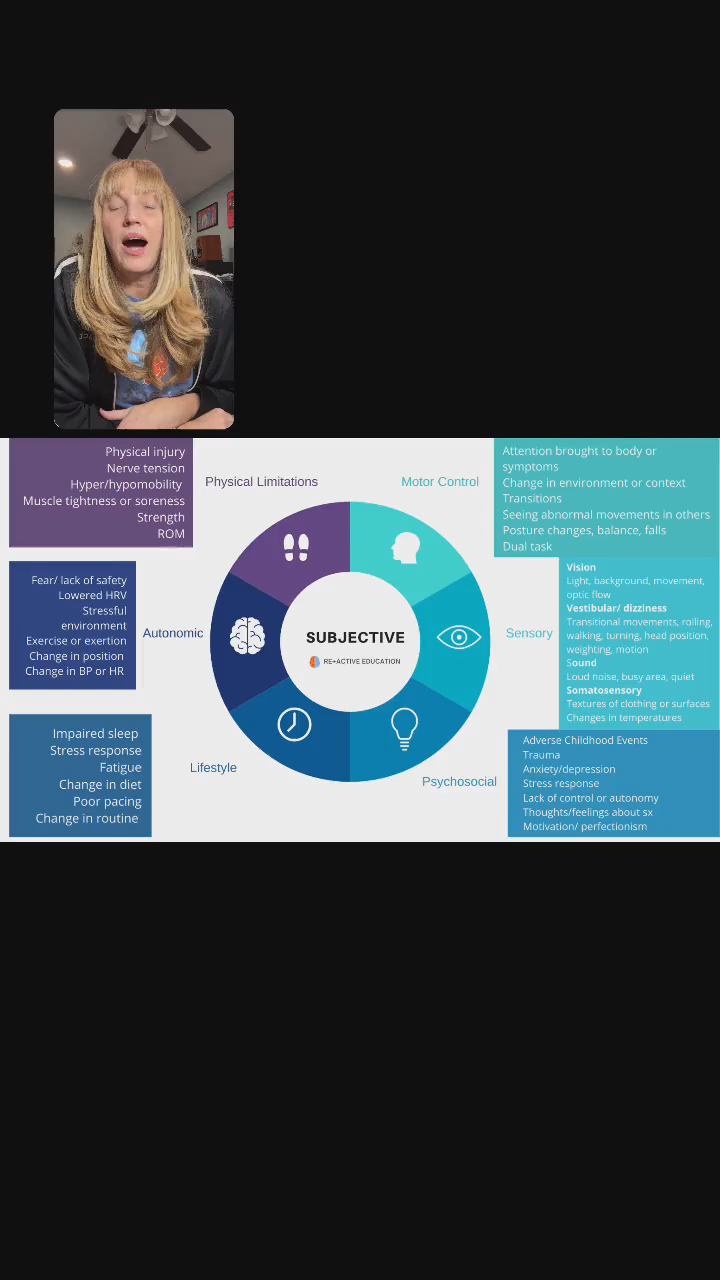 Physical injury
Nerve tension
Hyper/hypomobility
Muscle tightness or soreness
Strength
ROM
Physical Limitations
Motor Control
Attention brought to body or
symptoms
Change in environment or context
Transitions
Seeing abnormal movements in others
Posture changes, balance, falls
Dual task
Fear/ lack of safety
Lowered HRV
Stressful
environment
Exercise or exertion
Change in position
Change in BP or HR
Autonomic
SUBJECTIVE
RE+ACTIVE EDUCATION
Sensory
Vision
Light, background, movement,
optic flow
Vestibular/ dizziness
Transitional movements, rolling,
walking, turning, head position,
weighting, motion
Sound
Loud noise, busy area, quiet
Somatosensory
Textures of clothing or surfaces
Changes in temperatures
Impaired sleep
Stress response
Fatigue
Change in diet
Poor pacing
Change in routine
Lifestyle
Psychosocial
Adverse Childhood Events
Trauma
Anxiety/depression
Stress response
Lack of control or autonomy
Thoughts/feelings about sx
Motivation/ perfectionism